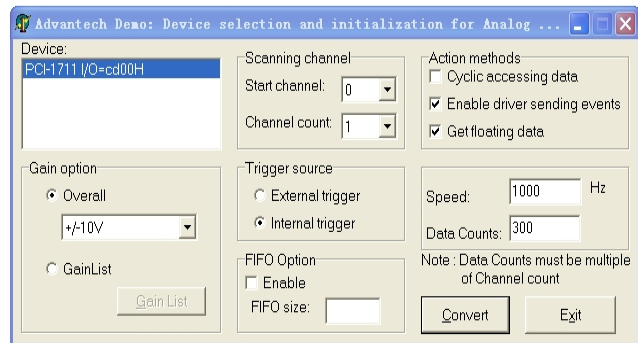 Advantech Demo: Device selection and initialization for Analog ...
Device:
PCI-1711 I/O=cd00H
Scanning channel
Start channel: 0
Channel count: 1
Action methods
Cyclic accessing data
Enable driver sending events
Get floating data
Gain option
Overall
+/-10V
GainList
Gain List
Trigger source
External trigger
Internal trigger
FIFO Option
Enable
FIFO size:
Speed: 1000 Hz
Data Counts: 300
Note : Data Counts must be multiple
of Channel count
Convert
Exit